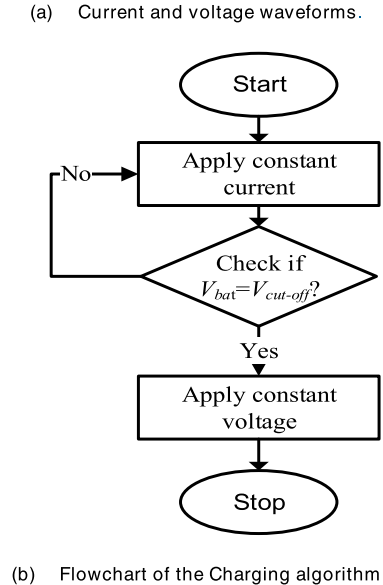 (a) Current and voltage waveforms.
Start
No
Apply constant
current
Check if
Vbat=Vcut-off?
Yes
Apply constant
voltage
Stop
(b) Flowchart of the Charging algorithm